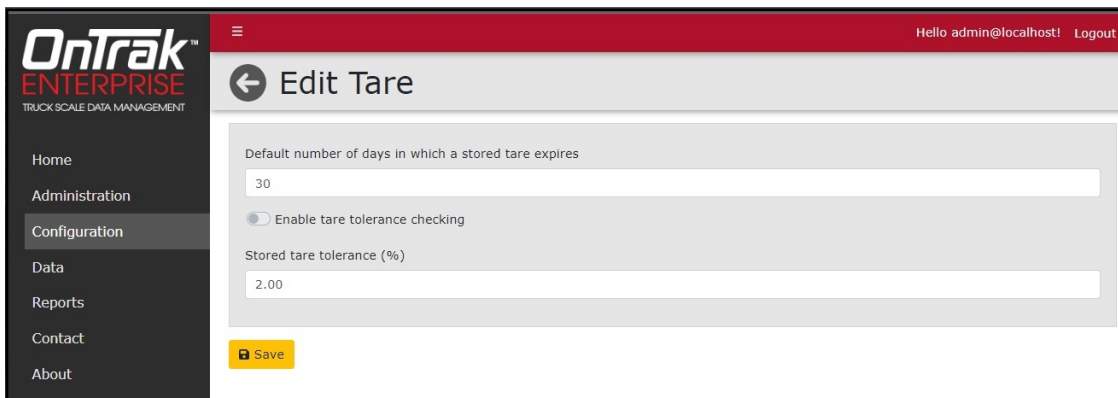 OnTrak™
ENTERPRISE
TRUCK SCALE DATA MANAGEMENT
Home
Administration
Configuration
Data
Reports
Contact
About
Hello admin@localhost! Logout
Edit Tare
Default number of days in which a stored tare expires
30
Enable tare tolerance checking
Stored tare tolerance (%)
2.00
Save